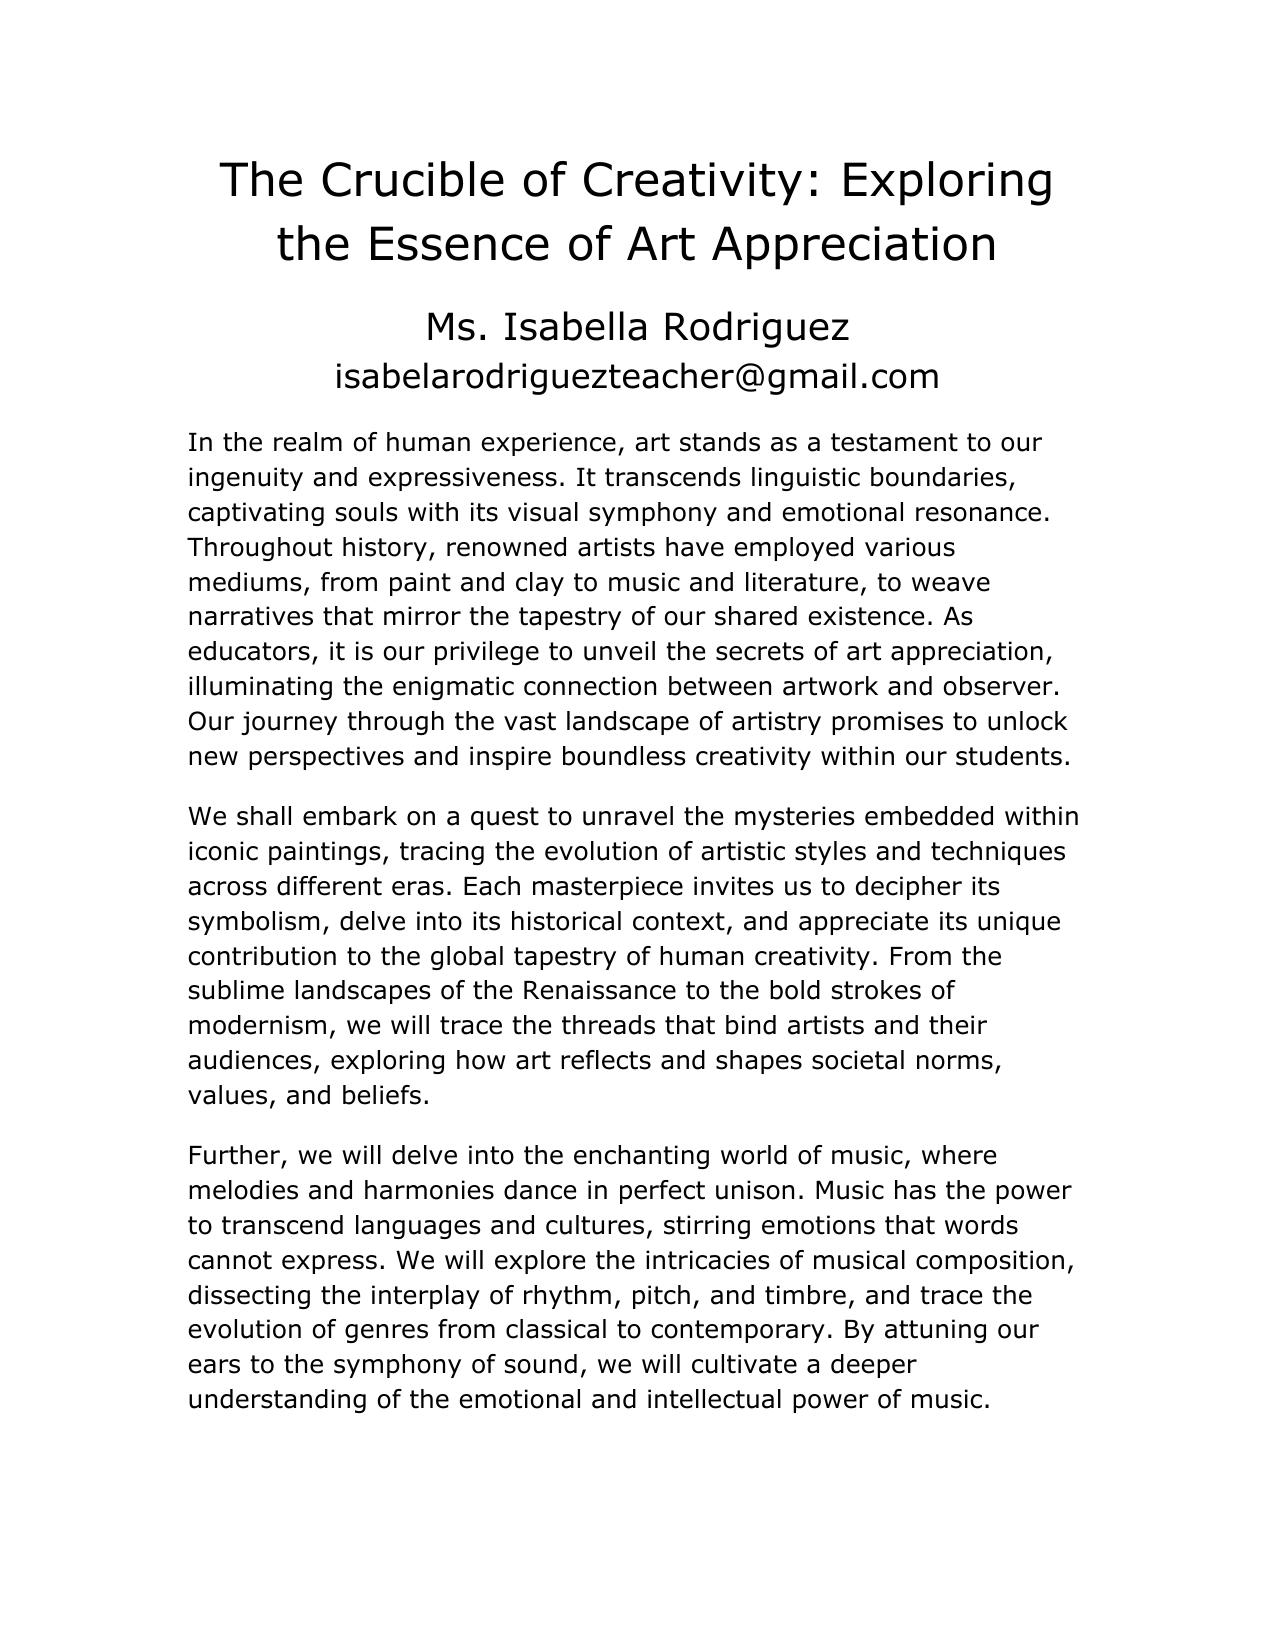 The Crucible of Creativity: Exploring
the Essence of Art Appreciation
Ms. Isabella Rodriguez
isabelarodriguezteacher@gmail.com
In the realm of human experience, art stands as a testament to our
ingenuity and expressiveness. It transcends linguistic boundaries,
captivating souls with its visual symphony and emotional resonance.
Throughout history, renowned artists have employed various
mediums, from paint and clay to music and literature, to weave
narratives that mirror the tapestry of our shared existence. As
educators, it is our privilege to unveil the secrets of art appreciation,
illuminating the enigmatic connection between artwork and observer.
Our journey through the vast landscape of artistry promises to unlock
new perspectives and inspire boundless creativity within our students.
We shall embark on a quest to unravel the mysteries embedded within
iconic paintings, tracing the evolution of artistic styles and techniques
across different eras. Each masterpiece invites us to decipher its
symbolism, delve into its historical context, and appreciate its unique
contribution to the global tapestry of human creativity. From the
sublime landscapes of the Renaissance to the bold strokes of
modernism, we will trace the threads that bind artists and their
audiences, exploring how art reflects and shapes societal norms,
values, and beliefs.
Further, we will delve into the enchanting world of music, where
melodies and harmonies dance in perfect unison. Music has the power
to transcend languages and cultures, stirring emotions that words
cannot express. We will explore the intricacies of musical composition,
dissecting the interplay of rhythm, pitch, and timbre, and trace the
evolution of genres from classical to contemporary. By attuning our
ears to the symphony of sound, we will cultivate a deeper
understanding of the emotional and intellectual power of music.